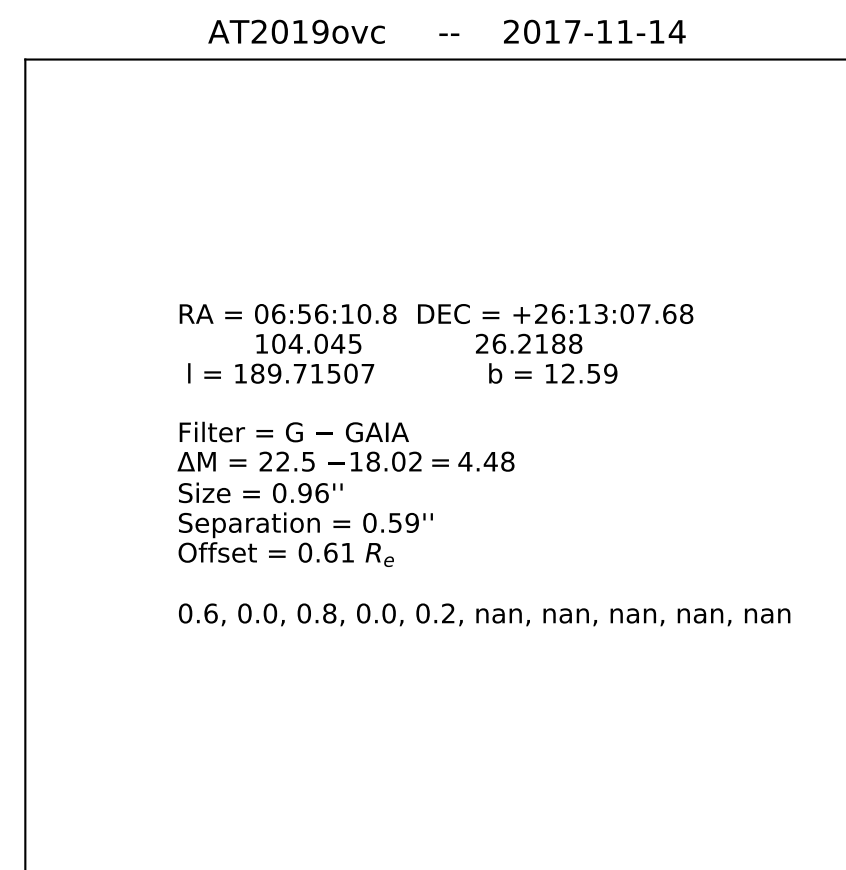 AT2019ovc -- 2017-11-14
RA = 06:56:10.8 DEC = +26:13:07.68
104.045 26.2188
l = 189.71507 b = 12.59
Filter = G − GAIA
ΔM = 22.5 −18.02 = 4.48
Size = 0.96''
Separation = 0.59''
Offset = 0.61 Rₑ
0.6, 0.0, 0.8, 0.0, 0.2, nan, nan, nan, nan, nan